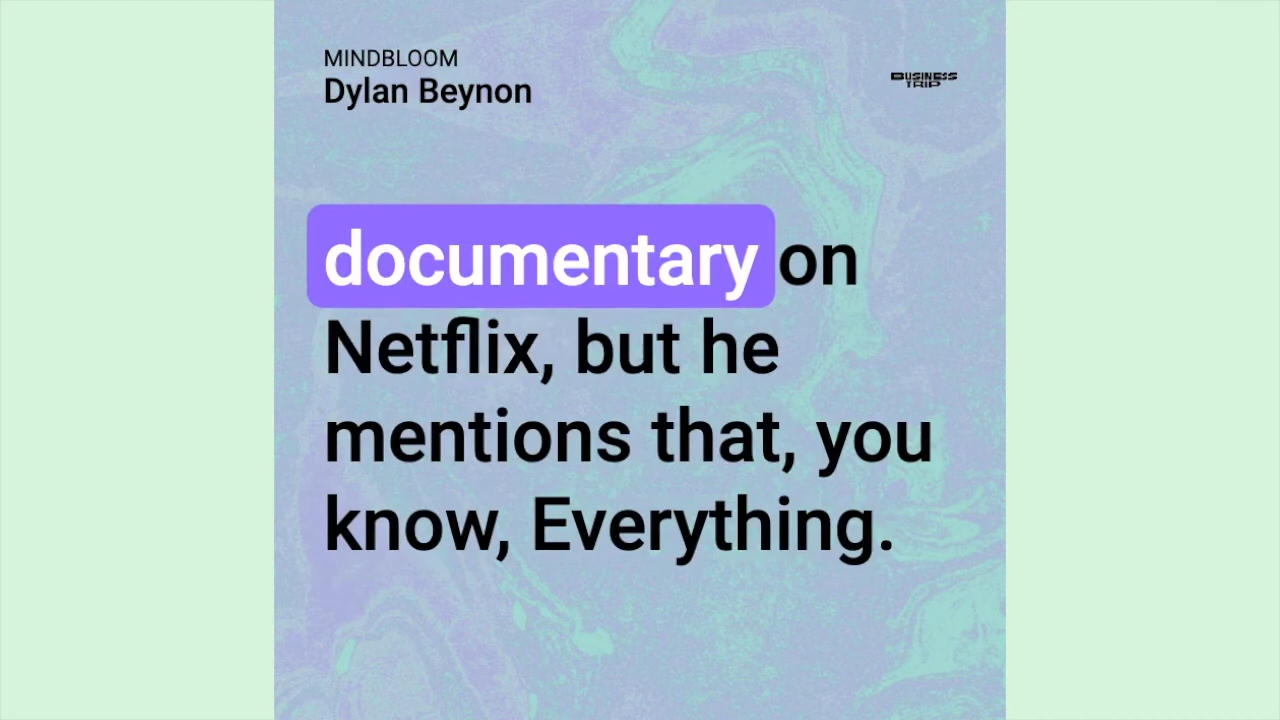 MINDBLOOM
Dylan Beynon
BUSINESS
TRIP
documentary on
Netflix, but he
mentions that, you
know, Everything.